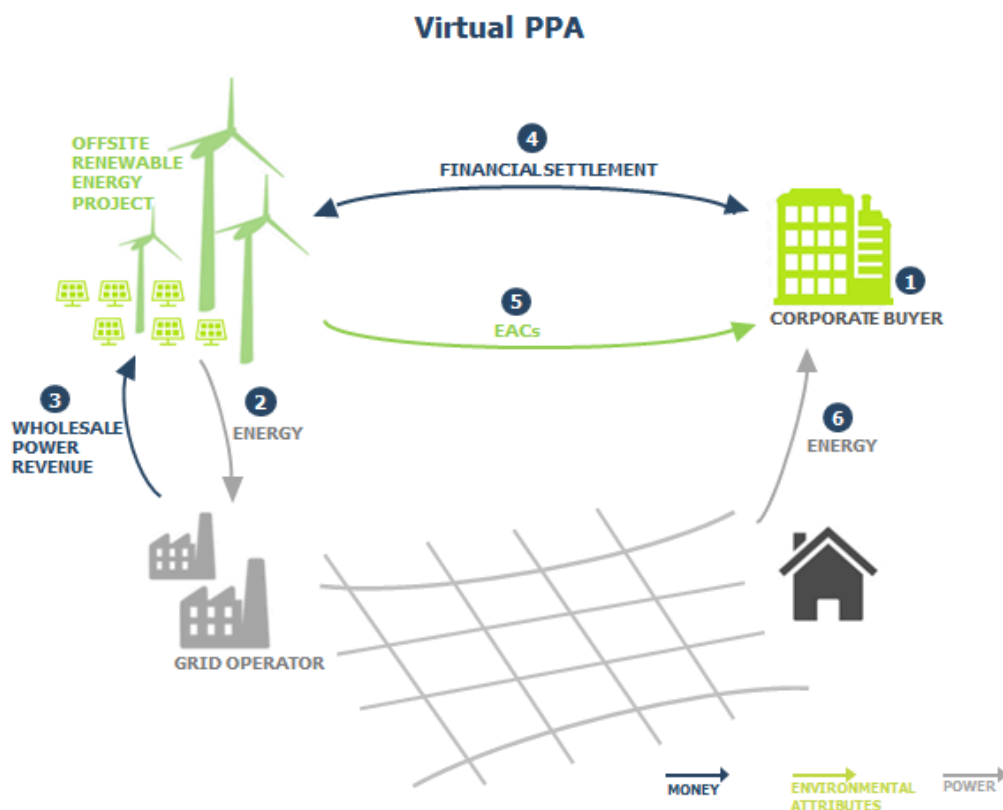 Virtual PPA
OFFSITE
RENEWABLE
ENERGY
PROJECT
4
FINANCIAL SETTLEMENT
1
CORPORATE BUYER
5
EACs
3
WHOLESALE
POWER
REVENUE
2
ENERGY
6
ENERGY
GRID OPERATOR
MONEY
ENVIRONMENTAL
ATTRIBUTES
POWER